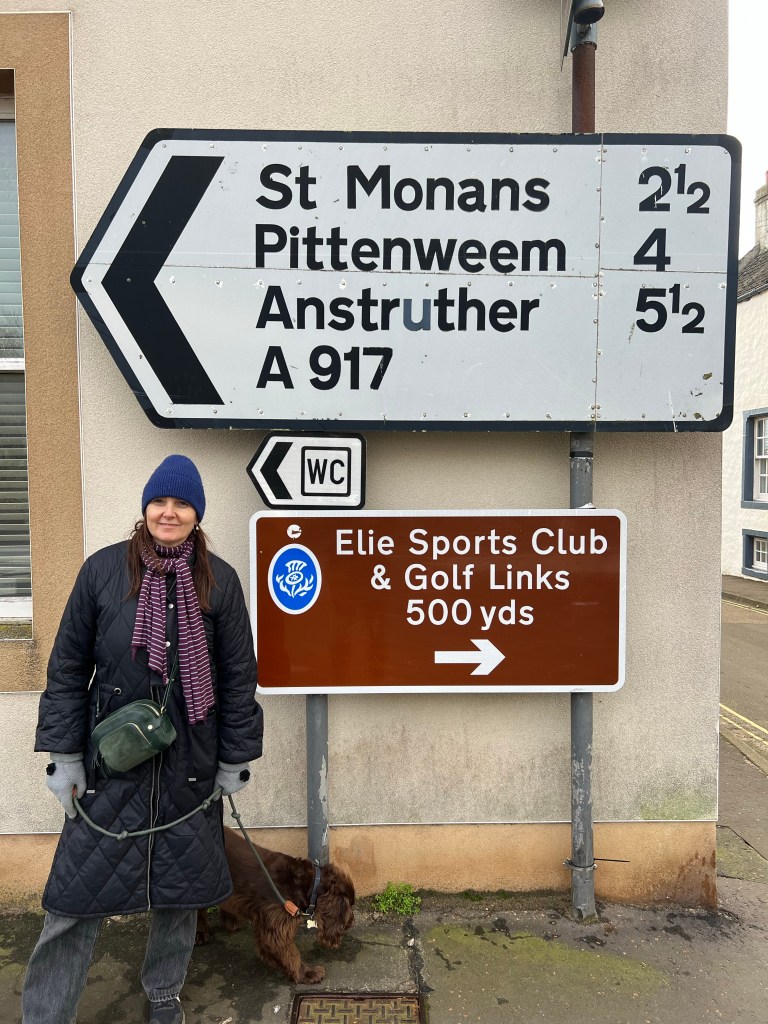 St Monans 2½
Pittenweem 4
Anstruther 5½
A 917
WC
Elie Sports Club
& Golf Links
500 yds